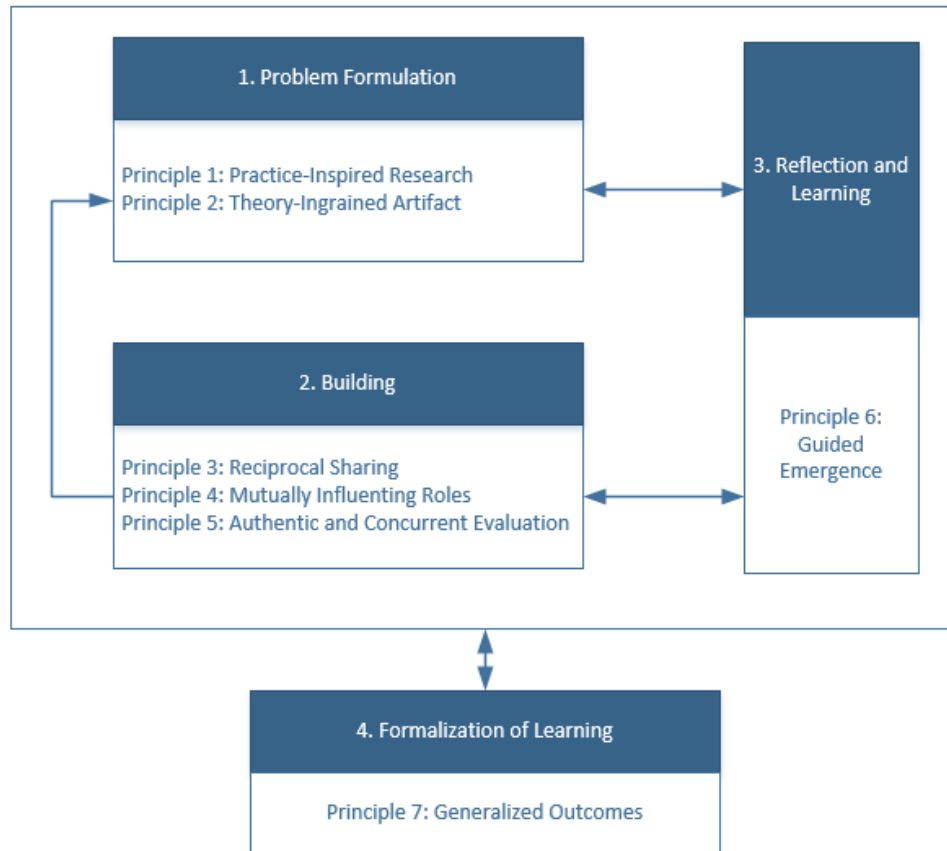 1. Problem Formulation
Principle 1: Practice-Inspired Research
Principle 2: Theory-Ingrained Artifact
3. Reflection and
Learning
Principle 6:
Guided
Emergence
2. Building
Principle 3: Reciprocal Sharing
Principle 4: Mutually Influenting Roles
Principle 5: Authentic and Concurrent Evaluation
4. Formalization of Learning
Principle 7: Generalized Outcomes